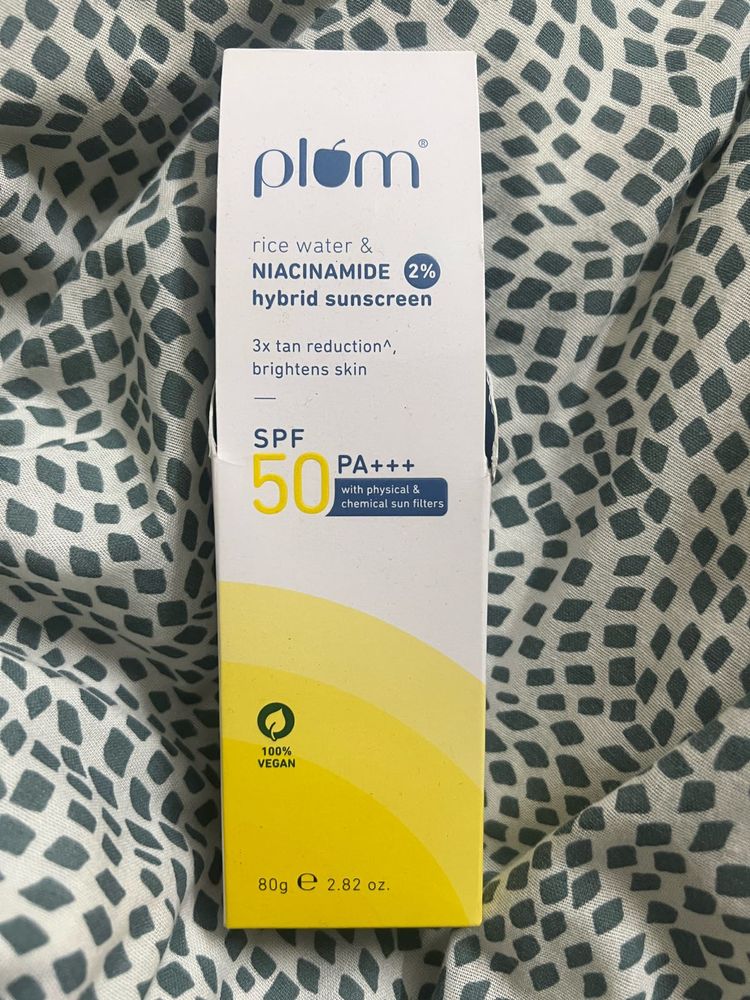 plum®
rice water &
NIACINAMIDE 2%
hybrid sunscreen
3x tan reduction^,
brightens skin
SPF
50 PA+++
with physical &
chemical sun filters
100%
VEGAN
80g ℮ 2.82 oz.